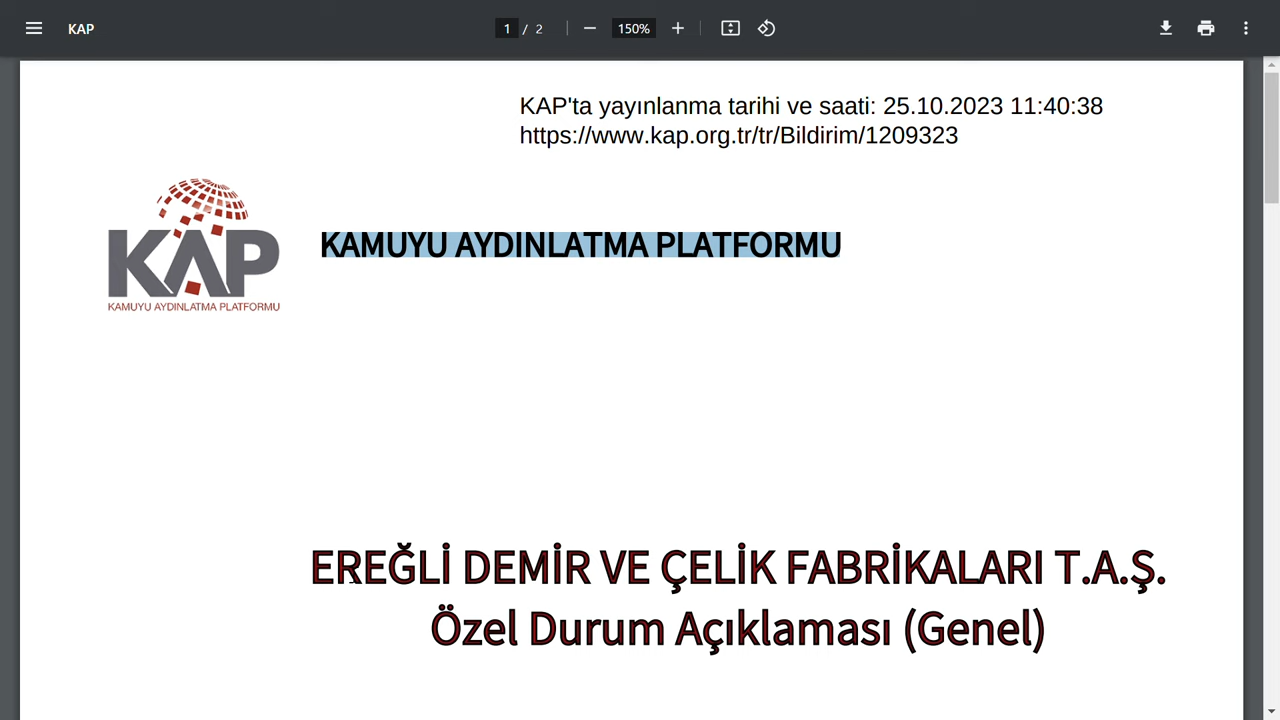 KAP
1 / 2
150%
KAP'ta yayınlanma tarihi ve saati: 25.10.2023 11:40:38
https://www.kap.org.tr/tr/Bildirim/1209323
KAP
KAMUYU AYDINLATMA PLATFORMU
KAMUYU AYDINLATMA PLATFORMU
EREĞLİ DEMİR VE ÇELİK FABRİKALARI T.A.Ş.
Özel Durum Açıklaması (Genel)